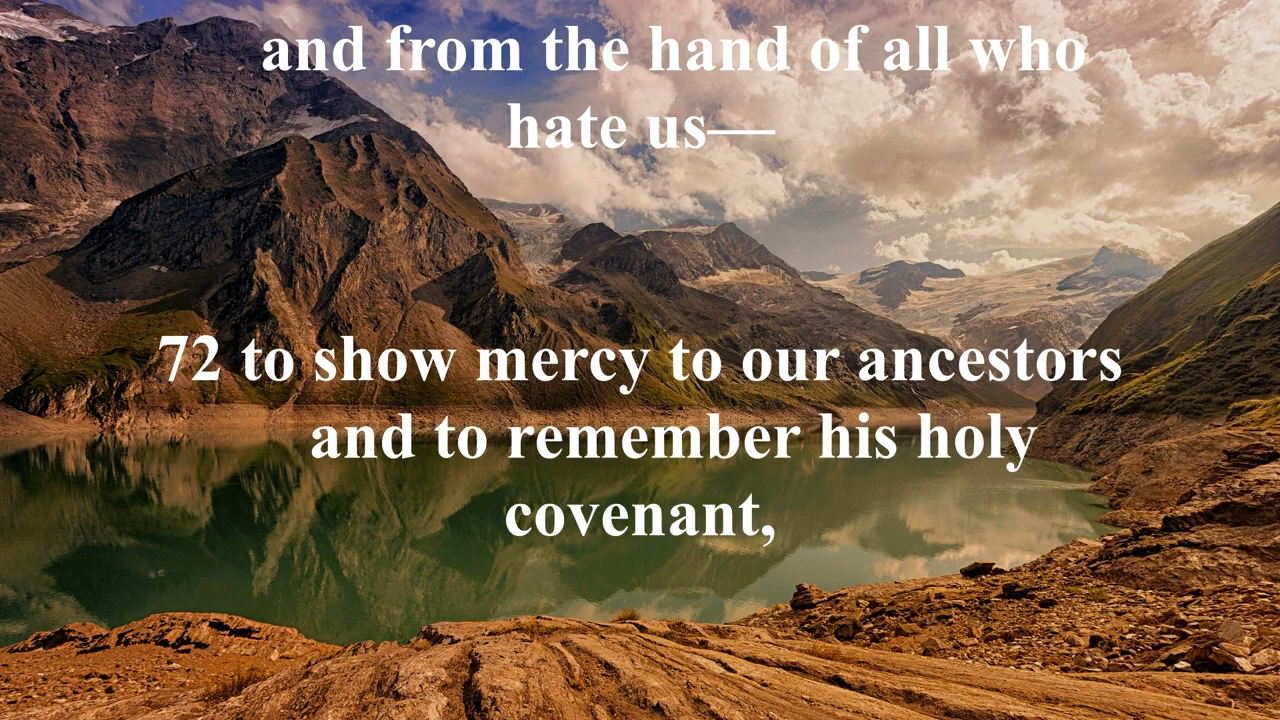 and from the hand of all who
hate us—
72 to show mercy to our ancestors
and to remember his holy
covenant,